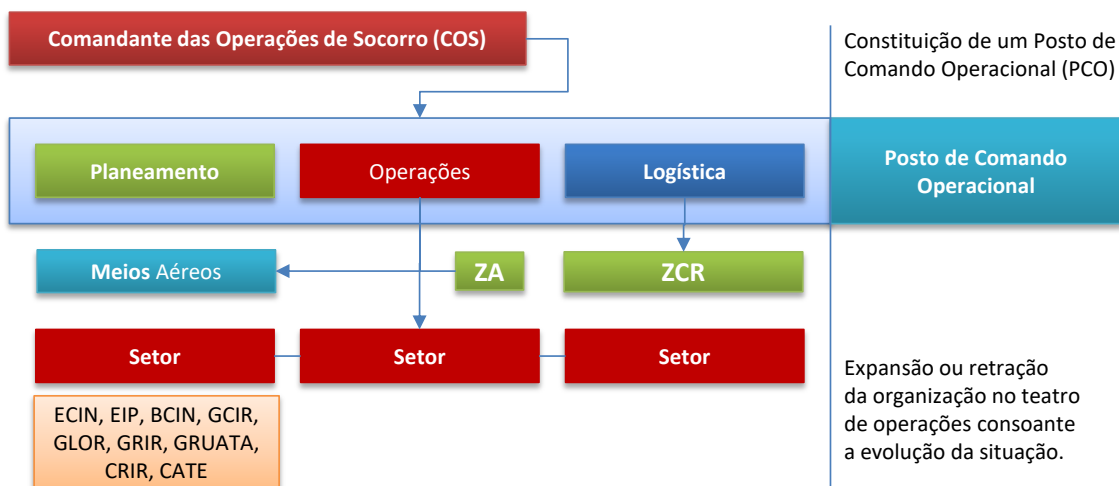 Comandante das Operações de Socorro (COS)
Constituição de um Posto de
Comando Operacional (PCO)
Planeamento
Operações
Logística
Posto de Comando
Operacional
Meios Aéreos
ZA
ZCR
Setor
Setor
Setor
ECIN, EIP, BCIN, GCIR,
GLOR, GRIR, GRUATA,
CRIR, CATE
Expansão ou retração
da organização no teatro
de operações consoante
a evolução da situação.